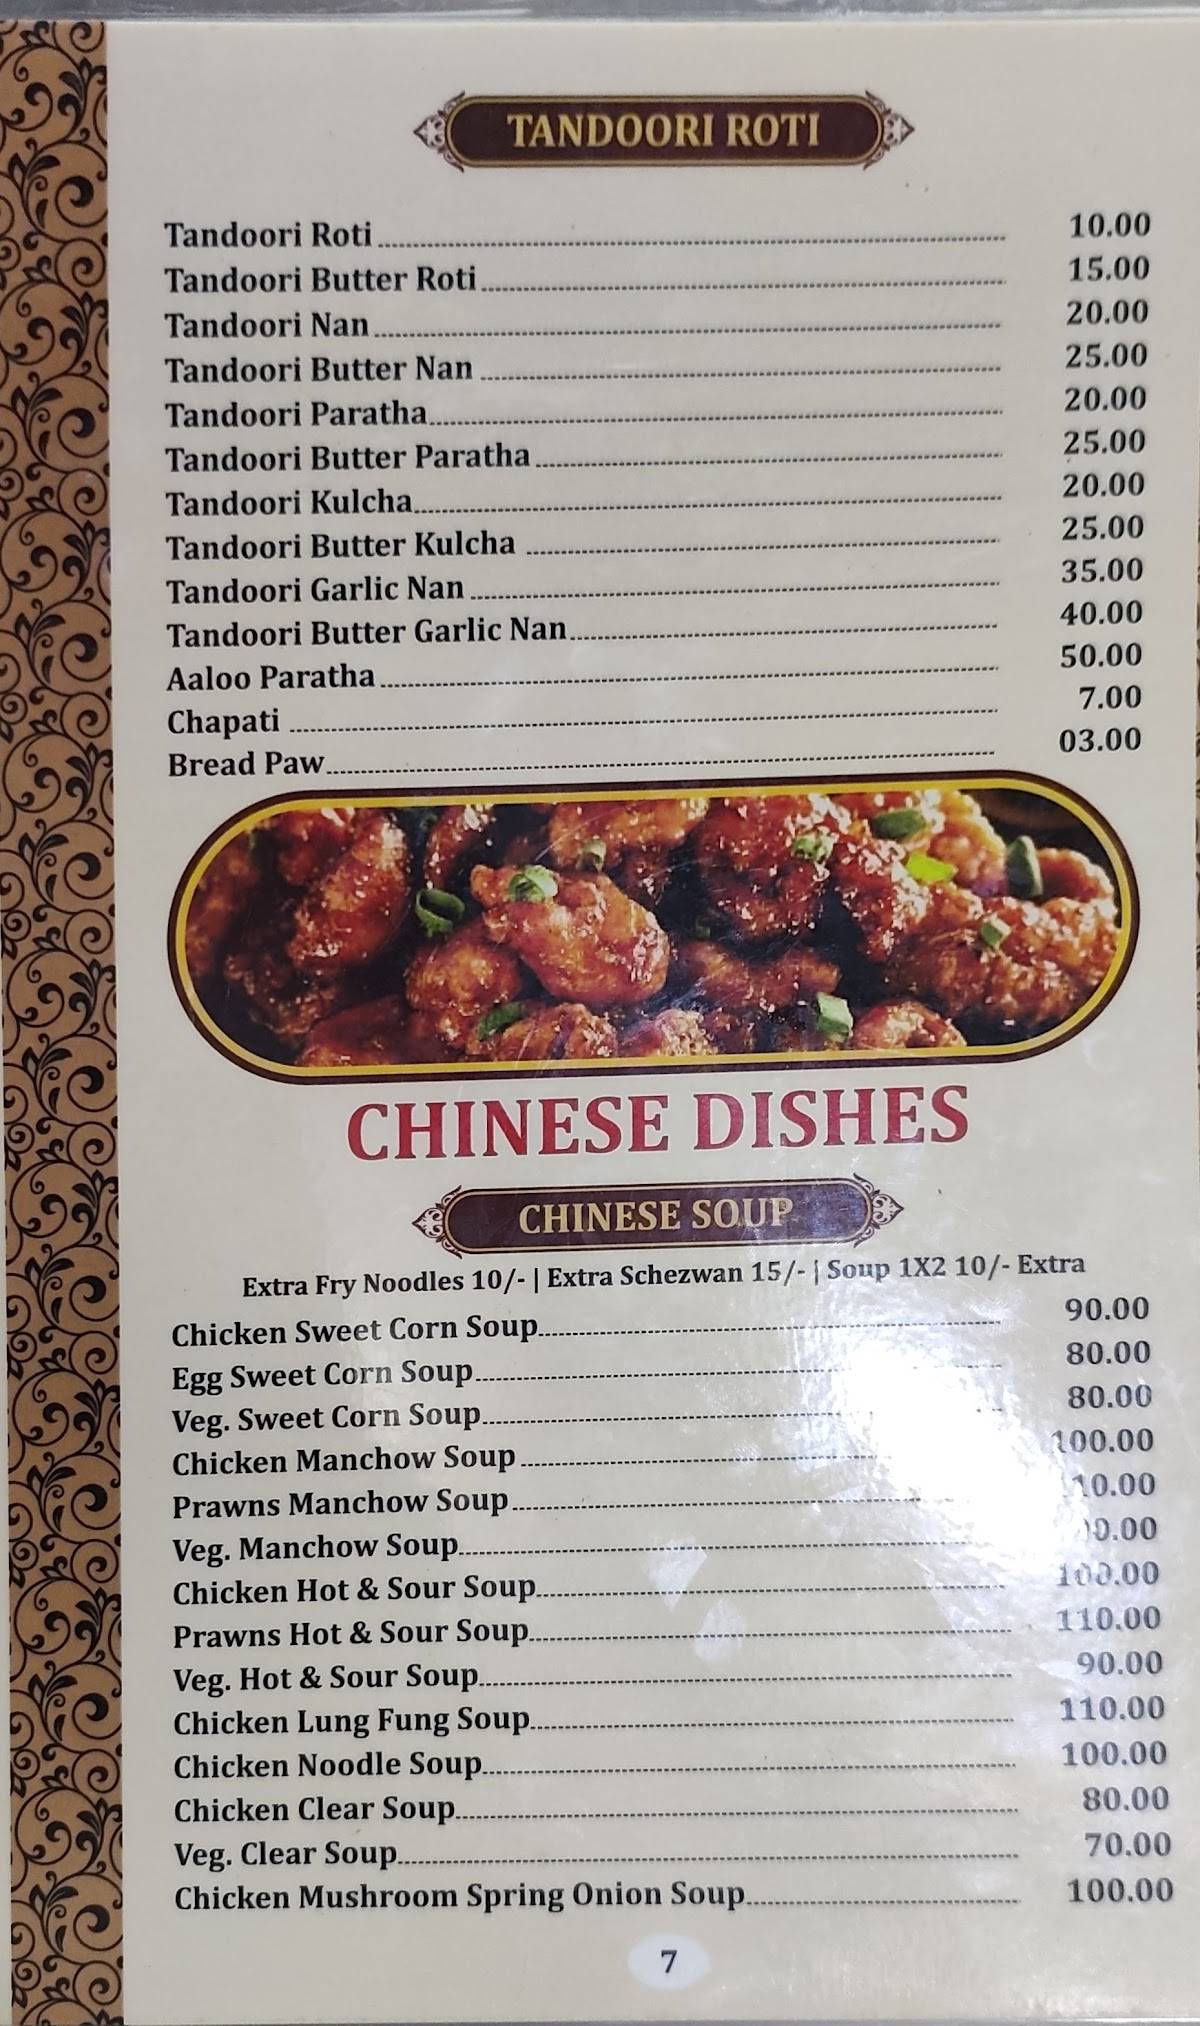 TANDOORI ROTI
Tandoori Roti 10.00
Tandoori Butter Roti 15.00
Tandoori Nan 20.00
Tandoori Butter Nan 25.00
Tandoori Paratha 20.00
Tandoori Butter Paratha 25.00
Tandoori Kulcha 20.00
Tandoori Butter Kulcha 25.00
Tandoori Garlic Nan 35.00
Tandoori Butter Garlic Nan 40.00
Aaloo Paratha 50.00
Chapati 7.00
Bread Paw 03.00
CHINESE DISHES
CHINESE SOUP
Extra Fry Noodles 10/- | Extra Schezwan 15/- | Soup 1X2 10/- Extra
Chicken Sweet Corn Soup 90.00
Egg Sweet Corn Soup 80.00
Veg. Sweet Corn Soup 80.00
Chicken Manchow Soup 100.00
Prawns Manchow Soup
Veg. Manchow Soup
Chicken Hot & Sour Soup 100.00
Prawns Hot & Sour Soup 110.00
Veg. Hot & Sour Soup 90.00
Chicken Lung Fung Soup 110.00
Chicken Noodle Soup 100.00
Chicken Clear Soup 80.00
Veg. Clear Soup 70.00
Chicken Mushroom Spring Onion Soup 100.00
7